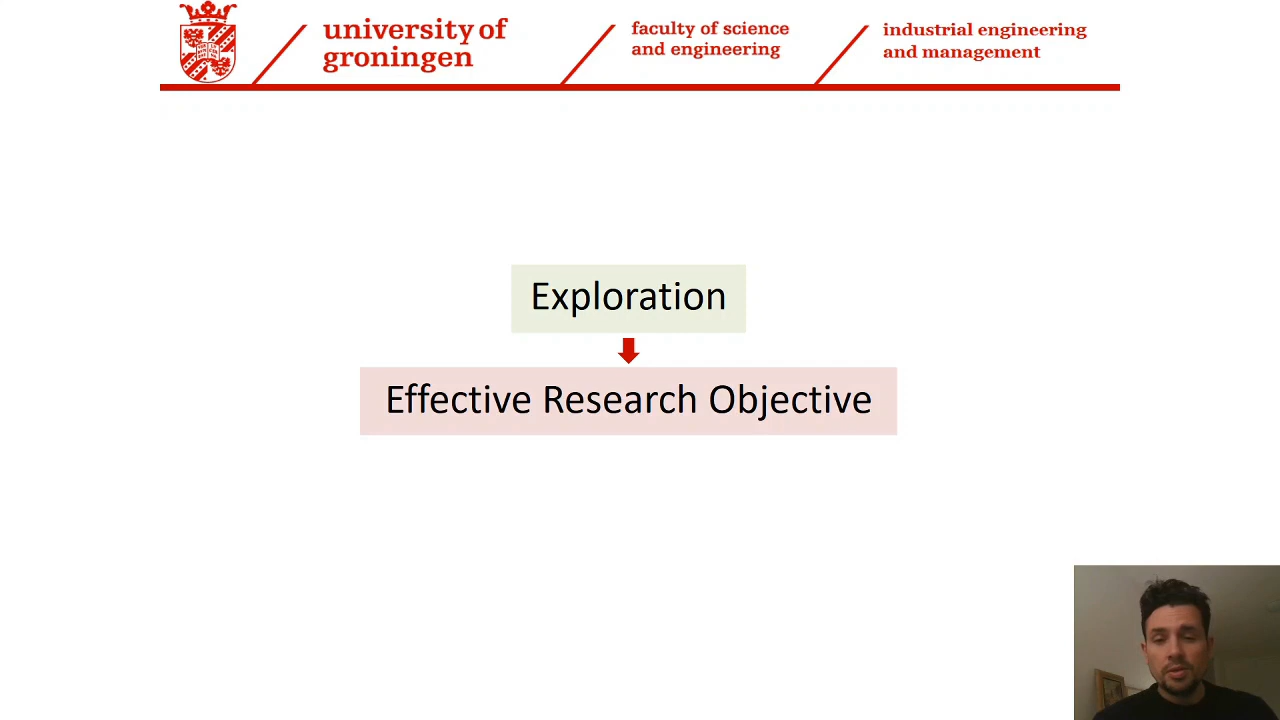 university of
groningen
faculty of science
and engineering
industrial engineering
and management
Exploration
Effective Research Objective